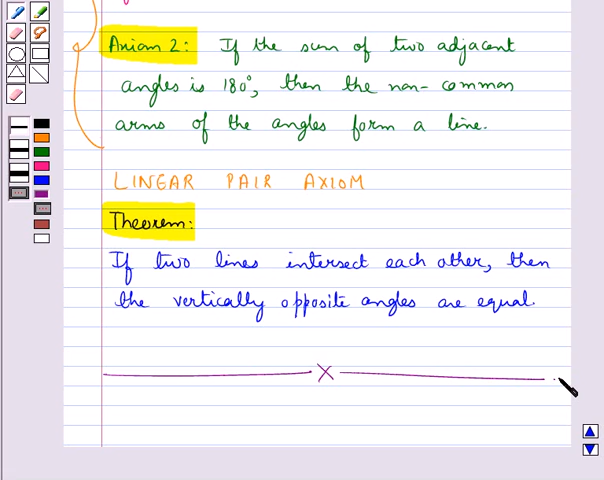 Axiom 2: If the sum of two adjacent
angles is 180°, then the non-common
arms of the angles form a line.
LINEAR PAIR AXIOM
Theorem:
If two lines intersect each other, then
the vertically opposite angles are equal.